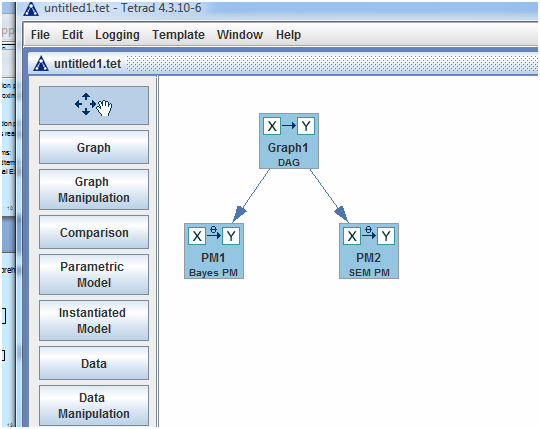 untitled1.tet - Tetrad 4.3.10-6
File Edit Logging Template Window Help
untitled1.tet
Graph
Graph
Manipulation
Comparison
Parametric
Model
Instantiated
Model
Data
Data
Manipulation
X Y
Graph1
DAG
X θ Y
PM1
Bayes PM
X θ Y
PM2
SEM PM